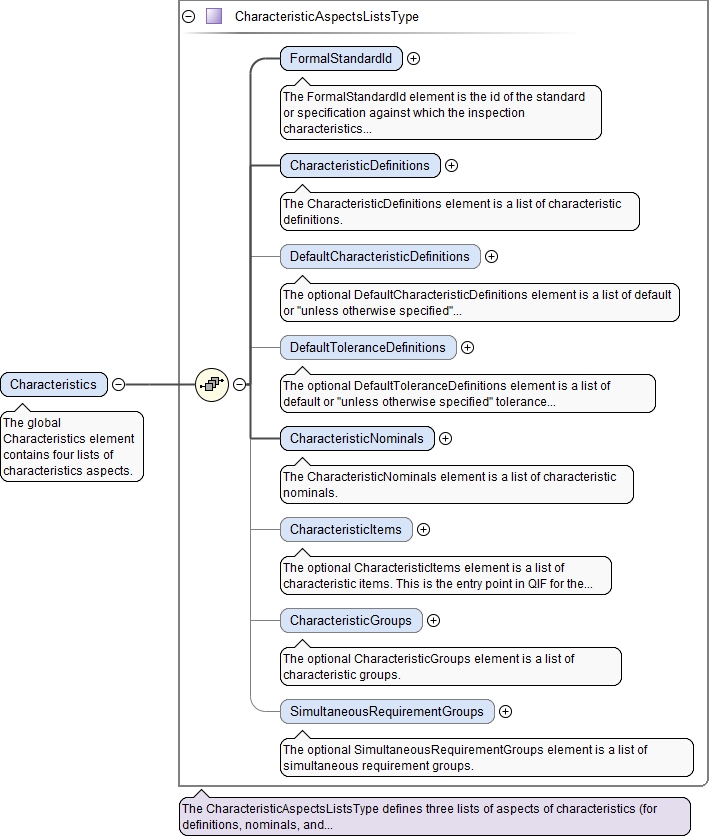 CharacteristicAspectsListsType
FormalStandardId
The FormalStandardId element is the id of the standard
or specification against which the inspection
characteristics...
CharacteristicDefinitions
The CharacteristicDefinitions element is a list of characteristic
definitions.
DefaultCharacteristicDefinitions
The optional DefaultCharacteristicDefinitions element is a list of default
or "unless otherwise specified"...
DefaultToleranceDefinitions
The optional DefaultToleranceDefinitions element is a list of
default or "unless otherwise specified" tolerance...
Characteristics
The global
Characteristics element
contains four lists of
characteristics aspects.
CharacteristicNominals
The CharacteristicNominals element is a list of characteristic
nominals.
CharacteristicItems
The optional CharacteristicItems element is a list of
characteristic items. This is the entry point in QIF for the...
CharacteristicGroups
The optional CharacteristicGroups element is a list of
characteristic groups.
SimultaneousRequirementGroups
The optional SimultaneousRequirementGroups element is a list of
simultaneous requirement groups.
The CharacteristicAspectsListsType defines three lists of aspects of characteristics (for
definitions, nominals, and...